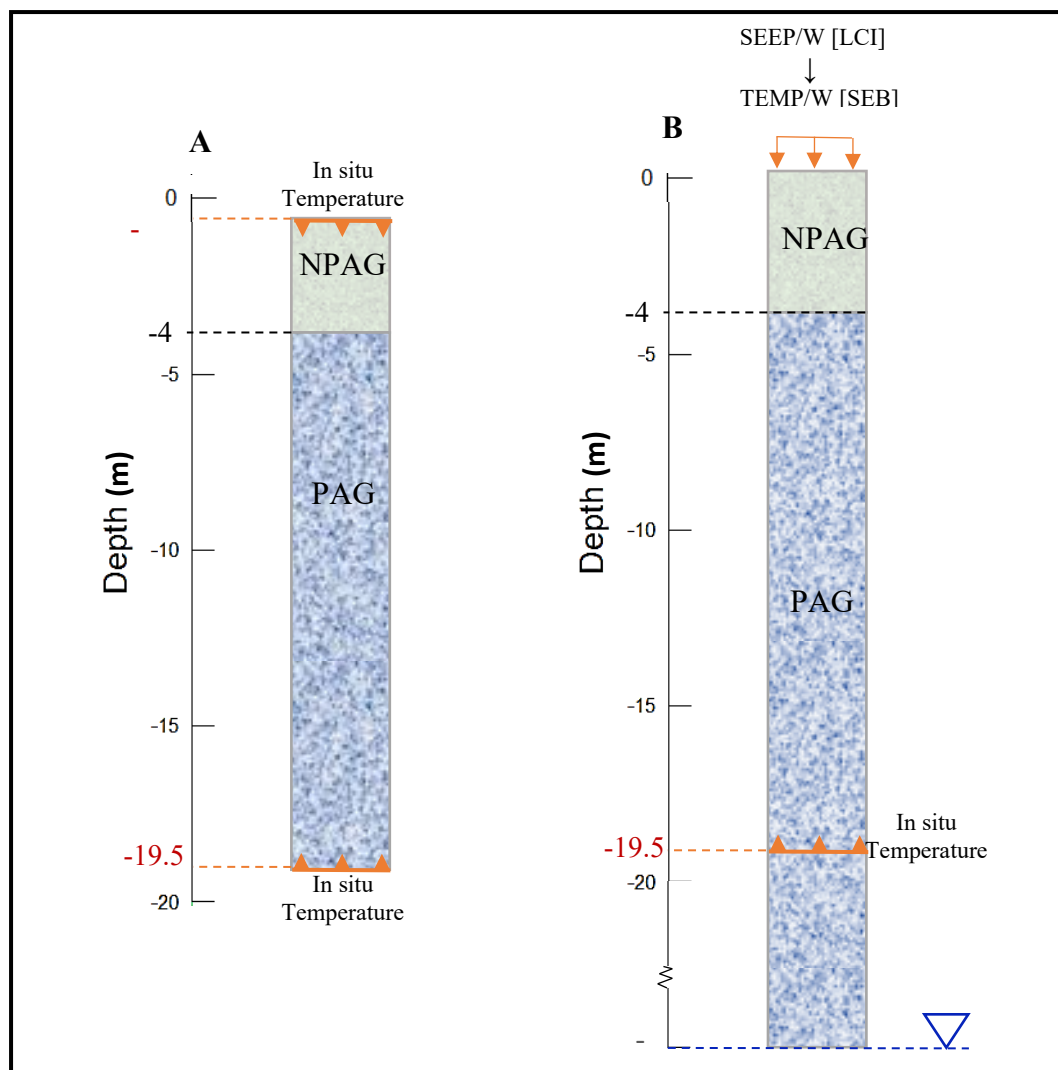 SEEP/W [LCI]
↓
TEMP/W [SEB]
A
In situ
Temperature
0
-
NPAG
-4
-5
Depth (m)
PAG
-10
-15
-19.5
In situ
Temperature
-20
B
0
NPAG
-4
-5
Depth (m)
-10
PAG
-15
In situ
Temperature
-19.5
-20
-